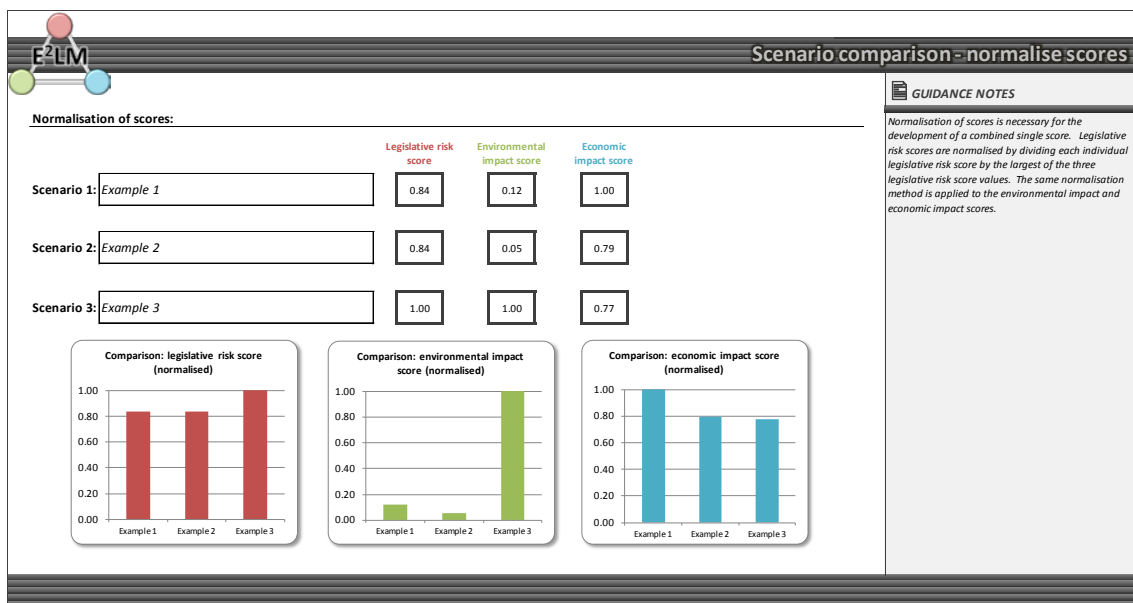 E²LM
Scenario comparison - normalise scores
GUIDANCE NOTES
Normalisation of scores is necessary for the
development of a combined single score. Legislative
risk scores are normalised by dividing each individual
legislative risk score by the largest of the three
legislative risk score values. The same normalisation
method is applied to the environmental impact and
economic impact scores.
Normalisation of scores:
Legislative risk score
Environmental impact score
Economic impact score
Scenario 1: Example 1 0.84 0.12 1.00
Scenario 2: Example 2 0.84 0.05 0.79
Scenario 3: Example 3 1.00 1.00 0.77
Comparison: legislative risk score
(normalised)
1.00
0.80
0.60
0.40
0.20
0.00
Example 1 Example 2 Example 3
Comparison: environmental impact
score (normalised)
1.00
0.80
0.60
0.40
0.20
0.00
Example 1 Example 2 Example 3
Comparison: economic impact score
(normalised)
1.00
0.80
0.60
0.40
0.20
0.00
Example 1 Example 2 Example 3